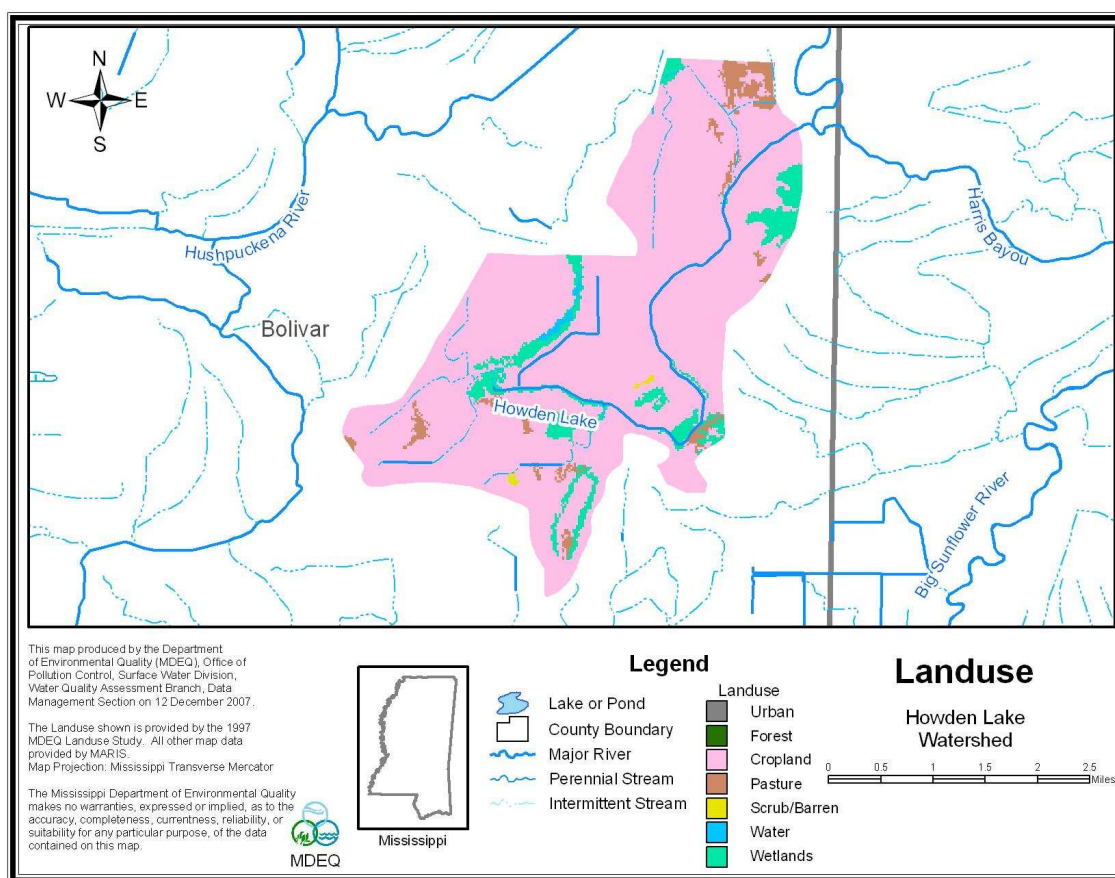 N
W E
S
Hushpuckena River
Harris Bayou
Bolivar
Howden Lake
Big Sunflower River
This map produced by the Department
of Environmental Quality (MDEQ), Office of
Pollution Control, Surface Water Division,
Water Quality Assessment Branch, Data
Management Section on 12 December 2007.
The Landuse shown is provided by the 1997
MDEQ Landuse Study. All other map data
provided by MARIS.
Map Projection: Mississippi Transverse Mercator
The Mississippi Department of Environmental Quality
makes no warranties, expressed or implied, as to the
accuracy, completeness, currentness, reliability, or
suitability for any particular purpose, of the data
contained on this map.
MDEQ
Mississippi
Legend
Lake or Pond
County Boundary
Major River
Perennial Stream
Intermittent Stream
Landuse
Urban
Forest
Cropland
Pasture
Scrub/Barren
Water
Wetlands
Landuse
Howden Lake
Watershed
0 0.5 1 1.5 2 2.5
Miles